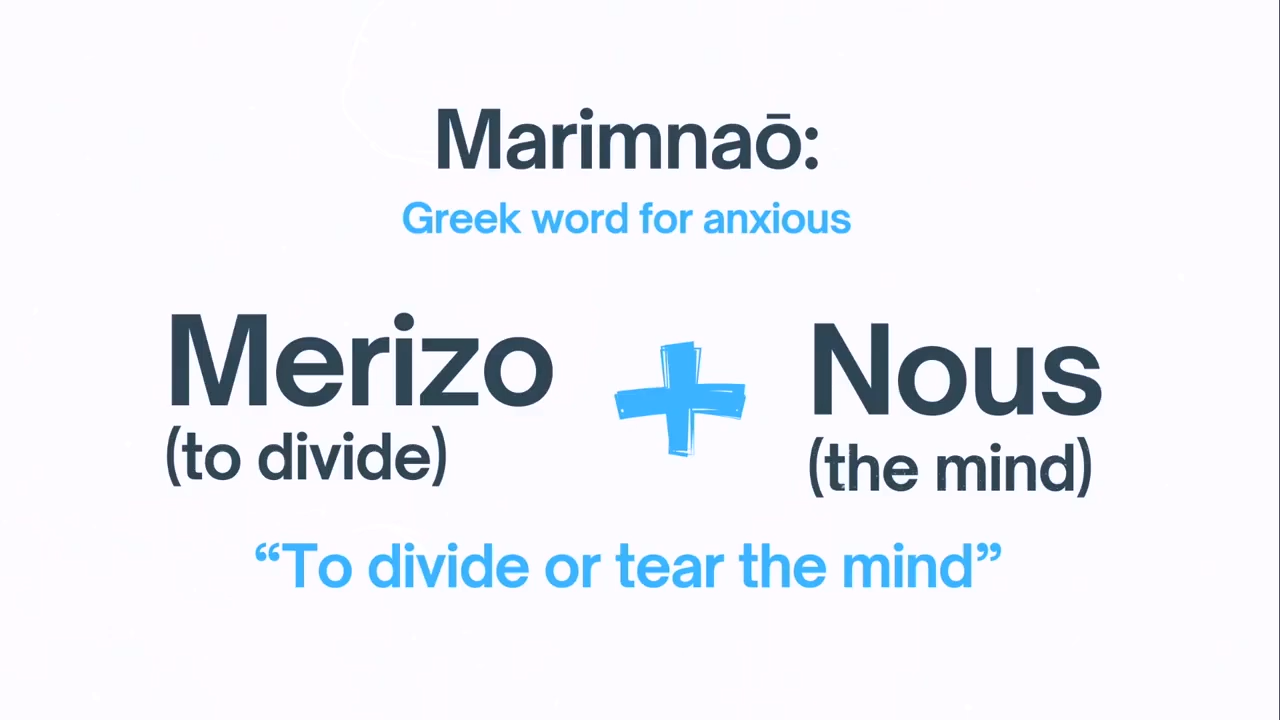 Marimnaō:
Greek word for anxious
Merizo
(to divide)
Nous
(the mind)
“To divide or tear the mind”